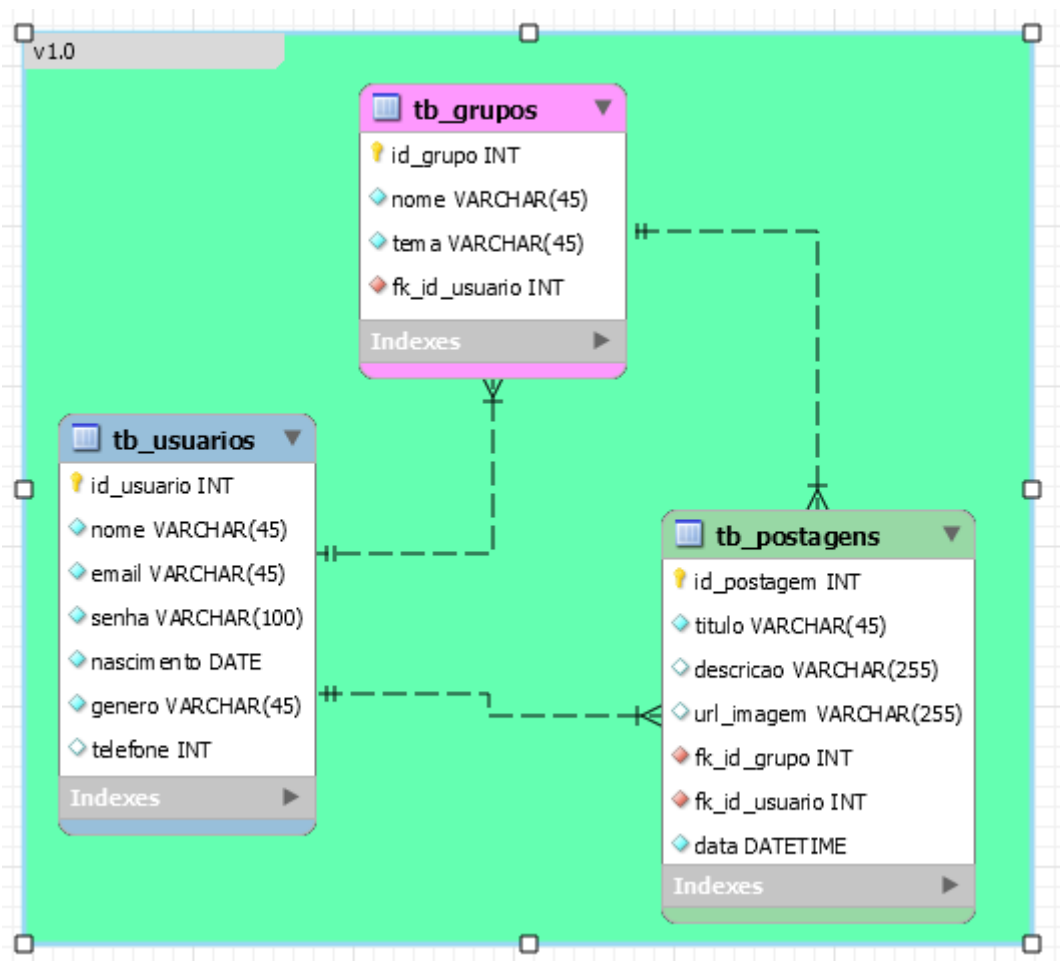 v1.0
tb_grupos
id_grupo INT
nome VARCHAR(45)
tema VARCHAR(45)
fk_id_usuario INT
Indexes
tb_usuarios
id_usuario INT
nome VARCHAR(45)
email VARCHAR(45)
senha VARCHAR(100)
nascimento DATE
genero VARCHAR(45)
telefone INT
Indexes
tb_postagens
id_postagem INT
titulo VARCHAR(45)
descricao VARCHAR(255)
url_imagem VARCHAR(255)
fk_id_grupo INT
fk_id_usuario INT
data DATETIME
Indexes